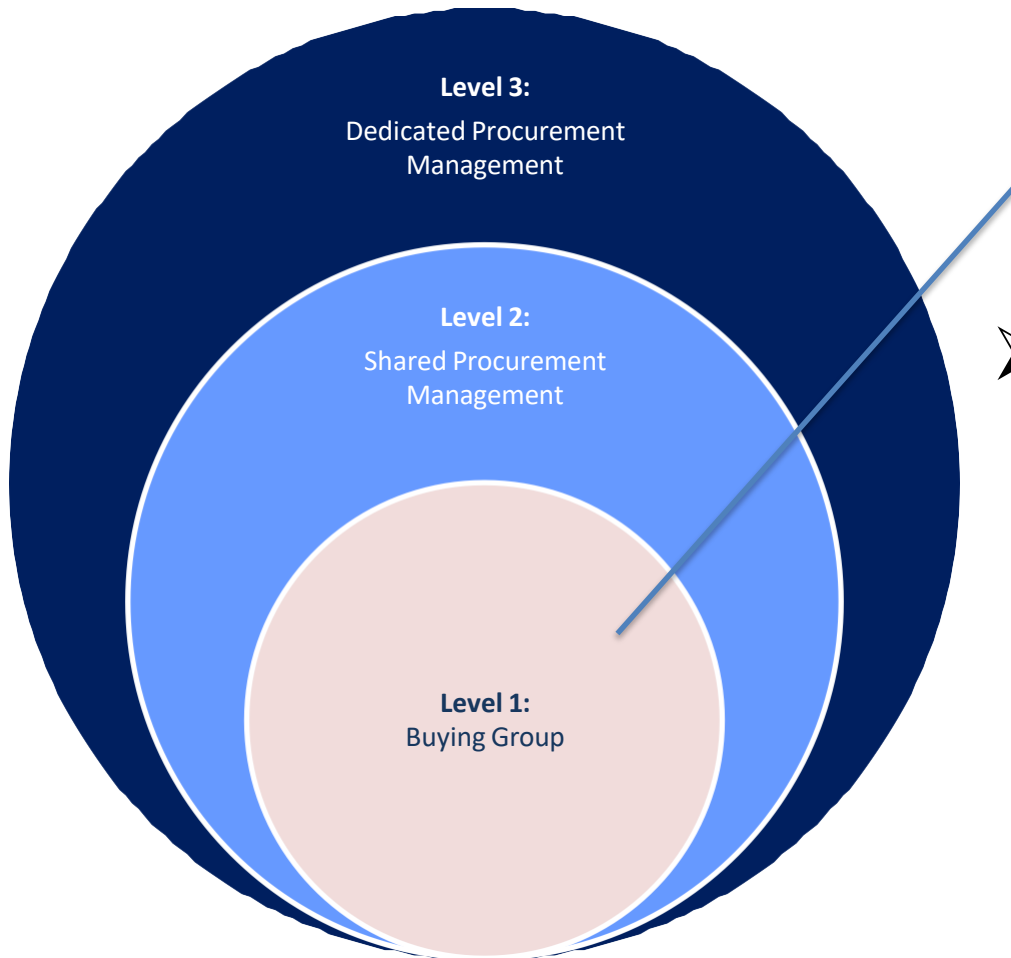 Level 3:
Dedicated Procurement
Management
Level 2:
Shared Procurement
Management
Level 1:
Buying Group